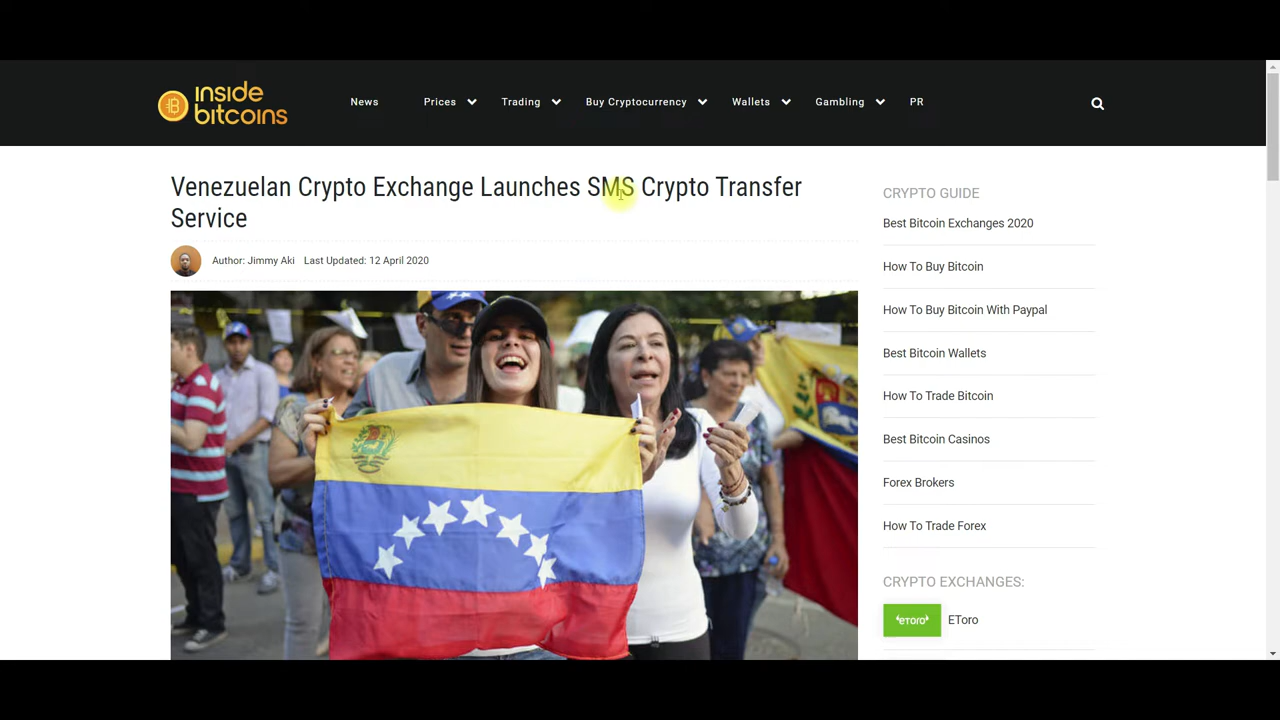 inside
bitcoins
News
Prices
Trading
Buy Cryptocurrency
Wallets
Gambling
PR
Venezuelan Crypto Exchange Launches SMS Crypto Transfer
Service
Author: Jimmy Aki Last Updated: 12 April 2020
CRYPTO GUIDE
Best Bitcoin Exchanges 2020
How To Buy Bitcoin
How To Buy Bitcoin With Paypal
Best Bitcoin Wallets
How To Trade Bitcoin
Best Bitcoin Casinos
Forex Brokers
How To Trade Forex
CRYPTO EXCHANGES:
eToro EToro